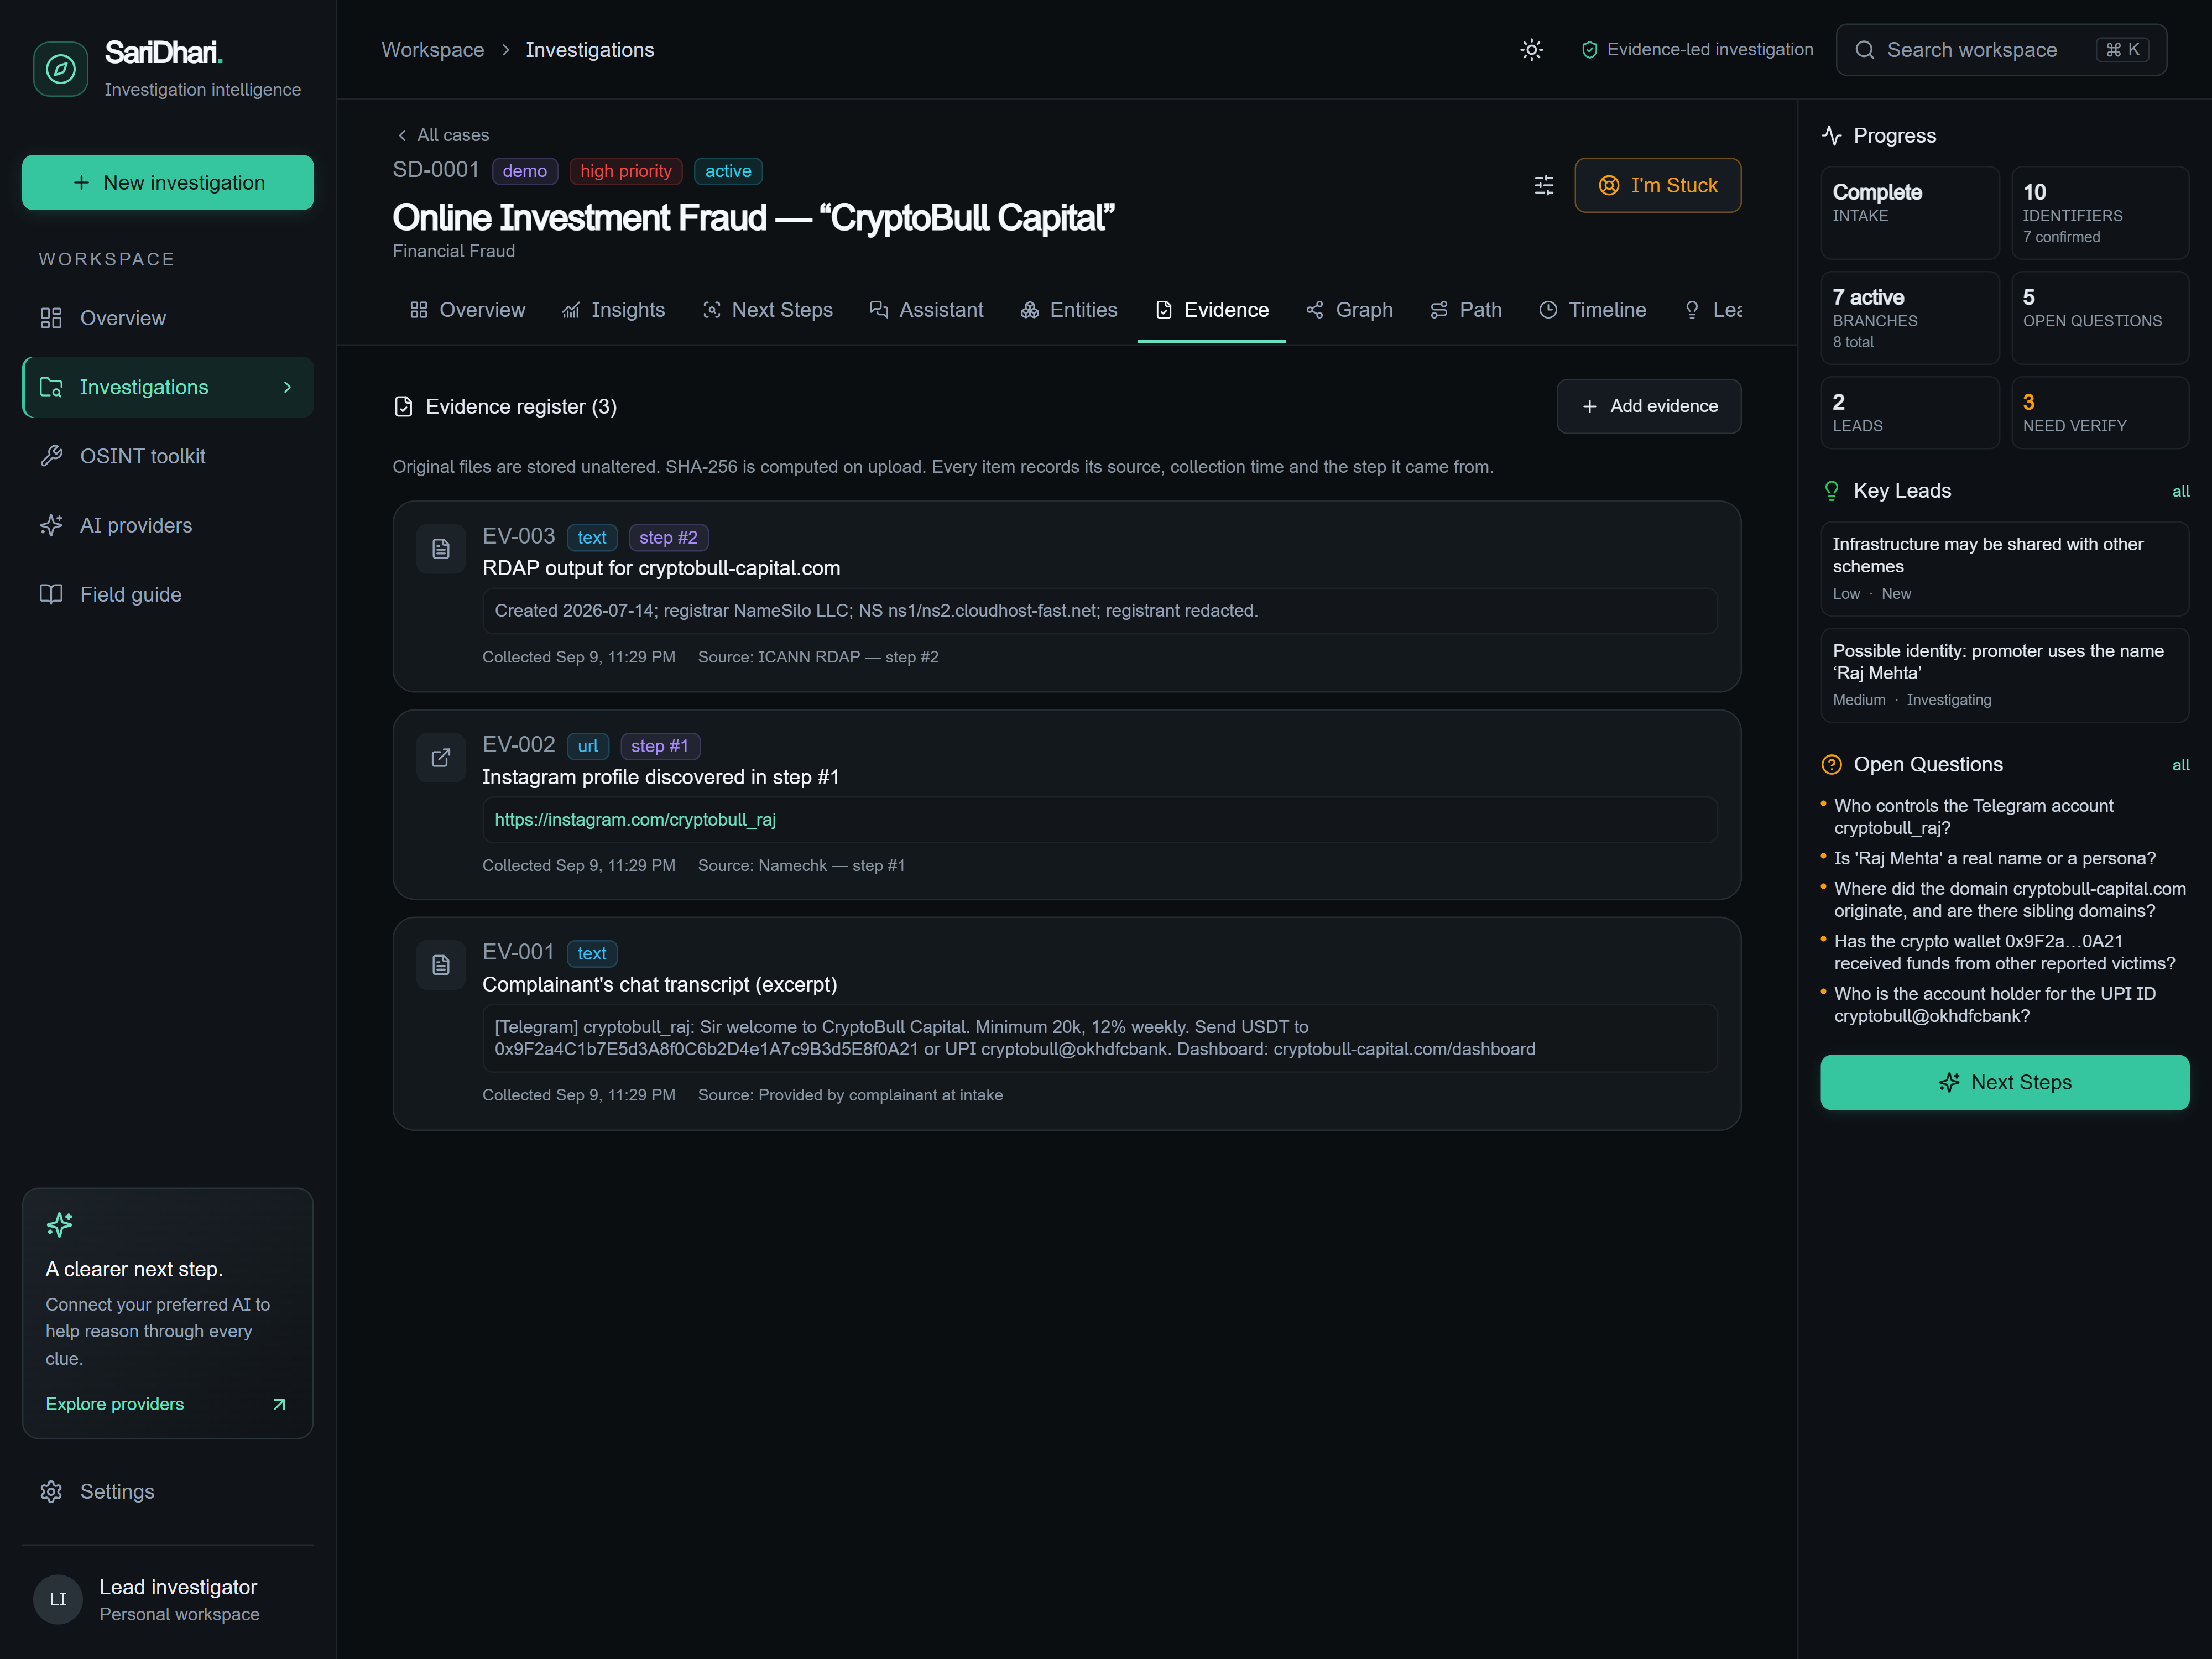 SariDhari.
Investigation intelligence
New investigation
WORKSPACE
Overview
Investigations
OSINT toolkit
AI providers
Field guide
A clearer next step.
Connect your preferred AI to
help reason through every
clue.
Explore providers
Settings
LI
Lead investigator
Personal workspace
Workspace
Investigations
Evidence-led investigation
Search workspace
⌘ K
All cases
SD-0001
demo
high priority
active
I'm Stuck
Online Investment Fraud — “CryptoBull Capital”
Financial Fraud
Overview
Insights
Next Steps
Assistant
Entities
Evidence
Graph
Path
Timeline
Lea
Evidence register (3)
Add evidence
Original files are stored unaltered. SHA-256 is computed on upload. Every item records its source, collection time and the step it came from.
EV-003
text
step #2
RDAP output for cryptobull-capital.com
Created 2026-07-14; registrar NameSilo LLC; NS ns1/ns2.cloudhost-fast.net; registrant redacted.
Collected Sep 9, 11:29 PM
Source: ICANN RDAP — step #2
EV-002
url
step #1
Instagram profile discovered in step #1
https://instagram.com/cryptobull_raj
Collected Sep 9, 11:29 PM
Source: Namechk — step #1
EV-001
text
Complainant's chat transcript (excerpt)
[Telegram] cryptobull_raj: Sir welcome to CryptoBull Capital. Minimum 20k, 12% weekly. Send USDT to
0x9F2a4C1b7E5d3A8f0C6b2D4e1A7c9B3d5E8f0A21 or UPI cryptobull@okhdfcbank. Dashboard: cryptobull-capital.com/dashboard
Collected Sep 9, 11:29 PM
Source: Provided by complainant at intake
Progress
Complete
INTAKE
10
IDENTIFIERS
7 confirmed
7 active
BRANCHES
8 total
5
OPEN QUESTIONS
2
LEADS
3
NEED VERIFY
Key Leads
all
Infrastructure may be shared with other
schemes
Low · New
Possible identity: promoter uses the name
‘Raj Mehta’
Medium · Investigating
Open Questions
all
Who controls the Telegram account
cryptobull_raj?
Is 'Raj Mehta' a real name or a persona?
Where did the domain cryptobull-capital.com
originate, and are there sibling domains?
Has the crypto wallet 0x9F2a…0A21
received funds from other reported victims?
Who is the account holder for the UPI ID
cryptobull@okhdfcbank?
Next Steps